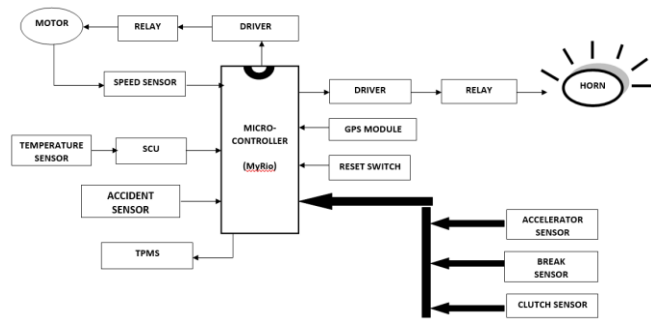 MOTOR
RELAY
DRIVER
SPEED SENSOR
DRIVER
RELAY
HORN
MICRO-
CONTROLLER
(MyRio)
GPS MODULE
TEMPERATURE
SENSOR
SCU
RESET SWITCH
ACCIDENT
SENSOR
TPMS
ACCELERATOR
SENSOR
BREAK
SENSOR
CLUTCH SENSOR